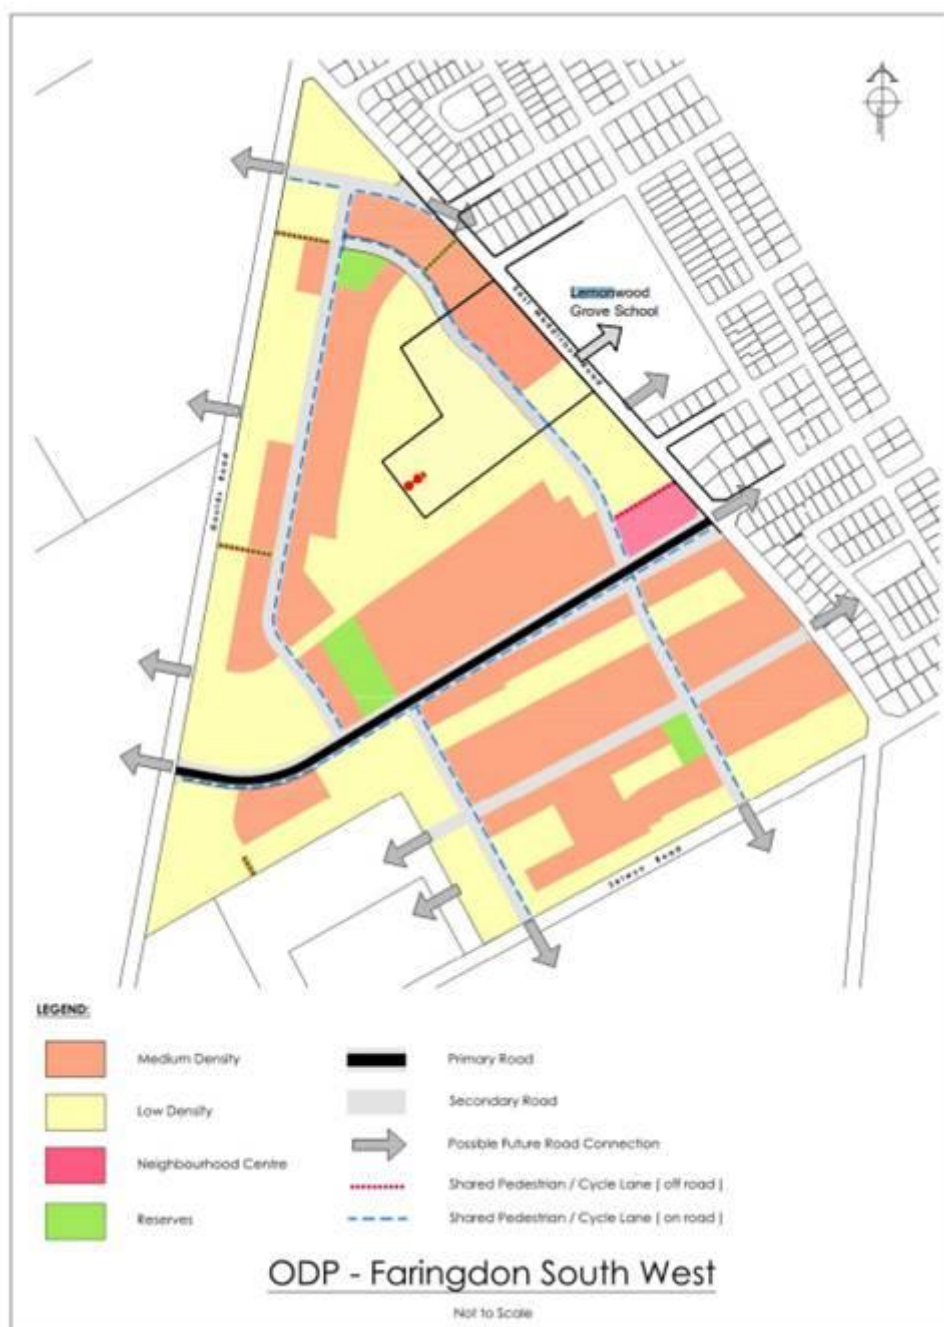 Lemonwood
Grove School
East Maddisons Road
Goulds Road
Selwyn Road
LEGEND:
Medium Density
Low Density
Neighbourhood Centre
Reserves
Primary Road
Secondary Road
Possible Future Road Connection
Shared Pedestrian / Cycle Lane ( off road )
Shared Pedestrian / Cycle Lane ( on road )
ODP - Faringdon South West
Not to Scale